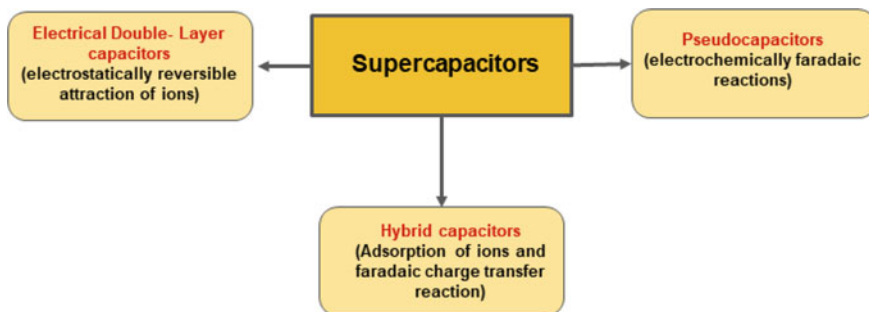 Electrical Double- Layer
capacitors
(electrostatically reversible
attraction of ions)
Supercapacitors
Pseudocapacitors
(electrochemically faradaic
reactions)
Hybrid capacitors
(Adsorption of ions and
faradaic charge transfer
reaction)